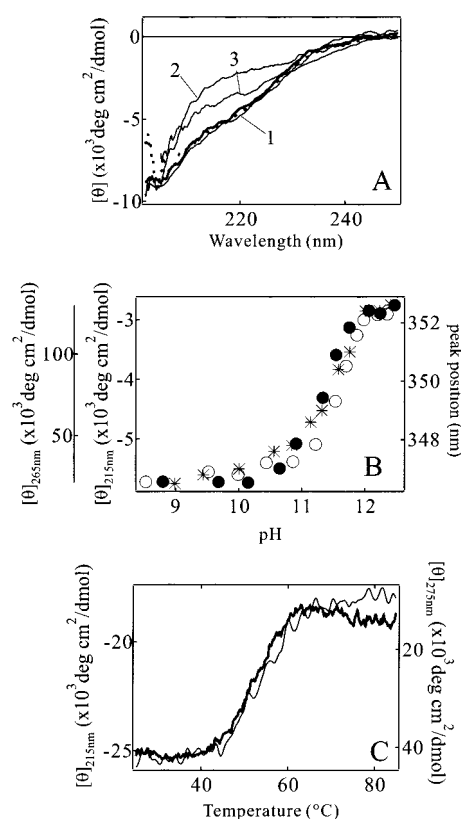 0
-5
-10
[θ] (x10³deg cm²/dmol)
2
3
1
A
220
240
Wavelength (nm)
[θ]265nm (x10³deg cm²/dmol)
100
50
[θ]215nm (x10³deg cm²/dmol)
-3
-4
-5
352
350
348
peak position (nm)
B
9
10
11
12
pH
[θ]215nm (x10³deg cm²/dmol)
-20
-25
20
40
[θ]275nm (x10³deg cm²/dmol)
C
40
60
80
Temperature (°C)